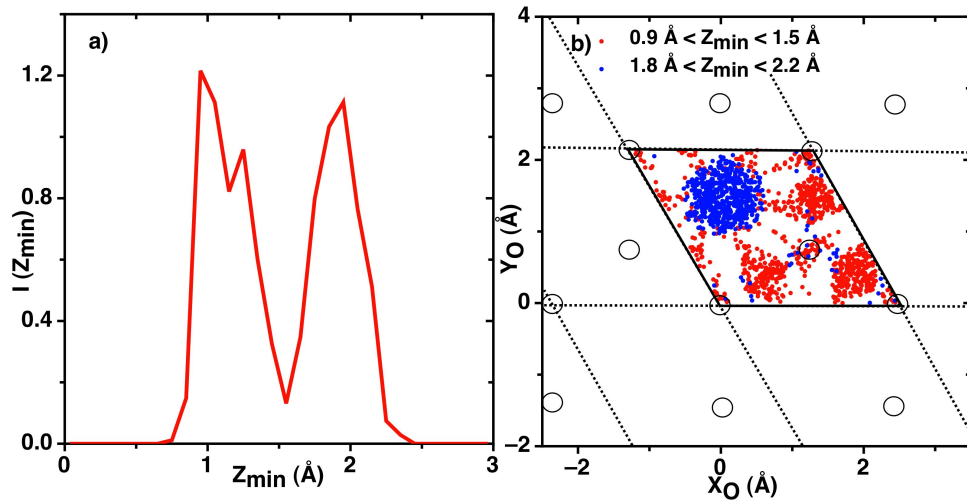 a)
I (Z_min)
1.2
0.8
0.4
0.0
0
1
2
3
Z_min (Å)
b)
0.9 Å < Z_min < 1.5 Å
1.8 Å < Z_min < 2.2 Å
Y_O (Å)
4
2
0
−2
−2
0
2
X_O (Å)